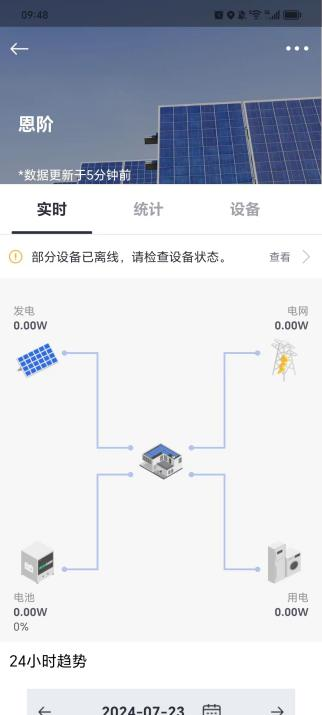 09:48
恩阶
*数据更新于5分钟前
实时 统计 设备
部分设备已离线，请检查设备状态。 查看
发电 电网
0.00W 0.00W
电池 用电
0.00W 0.00W
0%
24小时趋势
2024-07-23